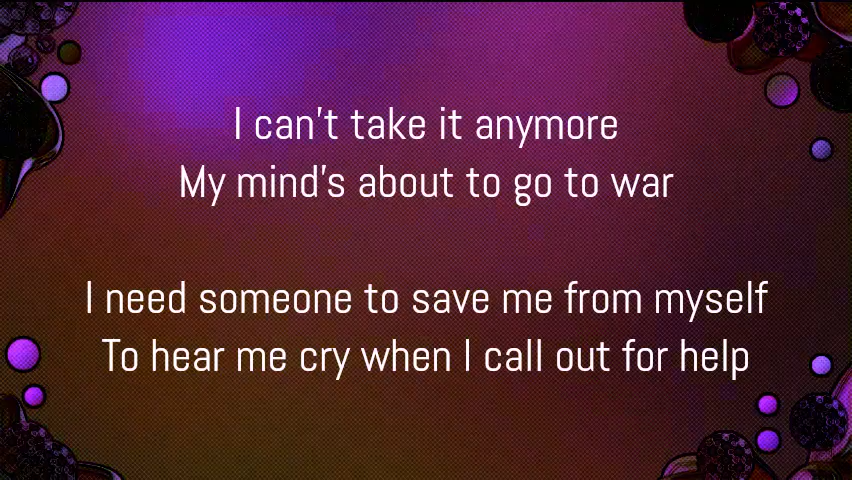 I can't take it anymore
My mind's about to go to war
I need someone to save me from myself
To hear me cry when I call out for help